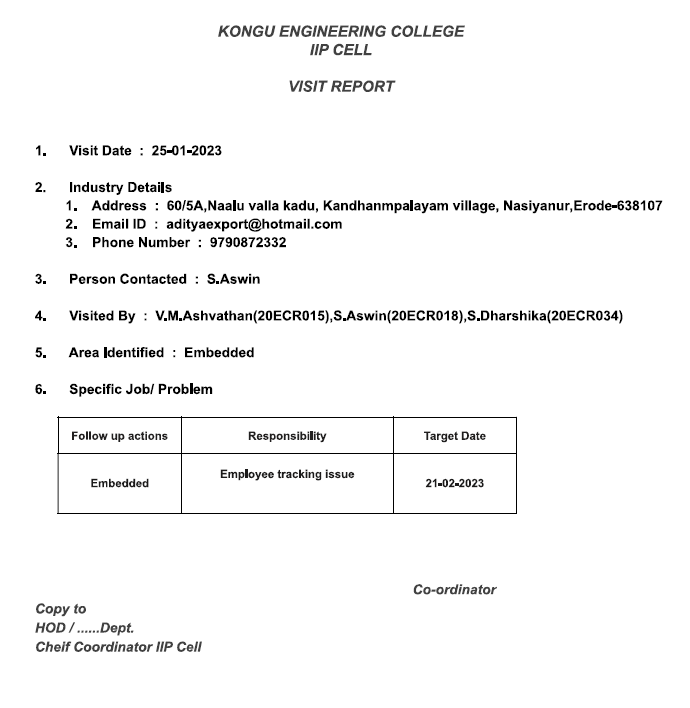 KONGU ENGINEERING COLLEGE
IIP CELL
VISIT REPORT
1. Visit Date : 25-01-2023
2. Industry Details
1. Address : 60/5A,Naalu valla kadu, Kandhanmpalayam village, Nasiyanur,Erode-638107
2. Email ID : adityaexport@hotmail.com
3. Phone Number : 9790872332
3. Person Contacted : S.Aswin
4. Visited By : V.M.Ashvathan(20ECR015),S.Aswin(20ECR018),S.Dharshika(20ECR034)
5. Area Identified : Embedded
6. Specific Job/ Problem
Follow up actions Responsibility Target Date
Embedded Employee tracking issue 21-02-2023
Co-ordinator
Copy to
HOD / ......Dept.
Cheif Coordinator IIP Cell